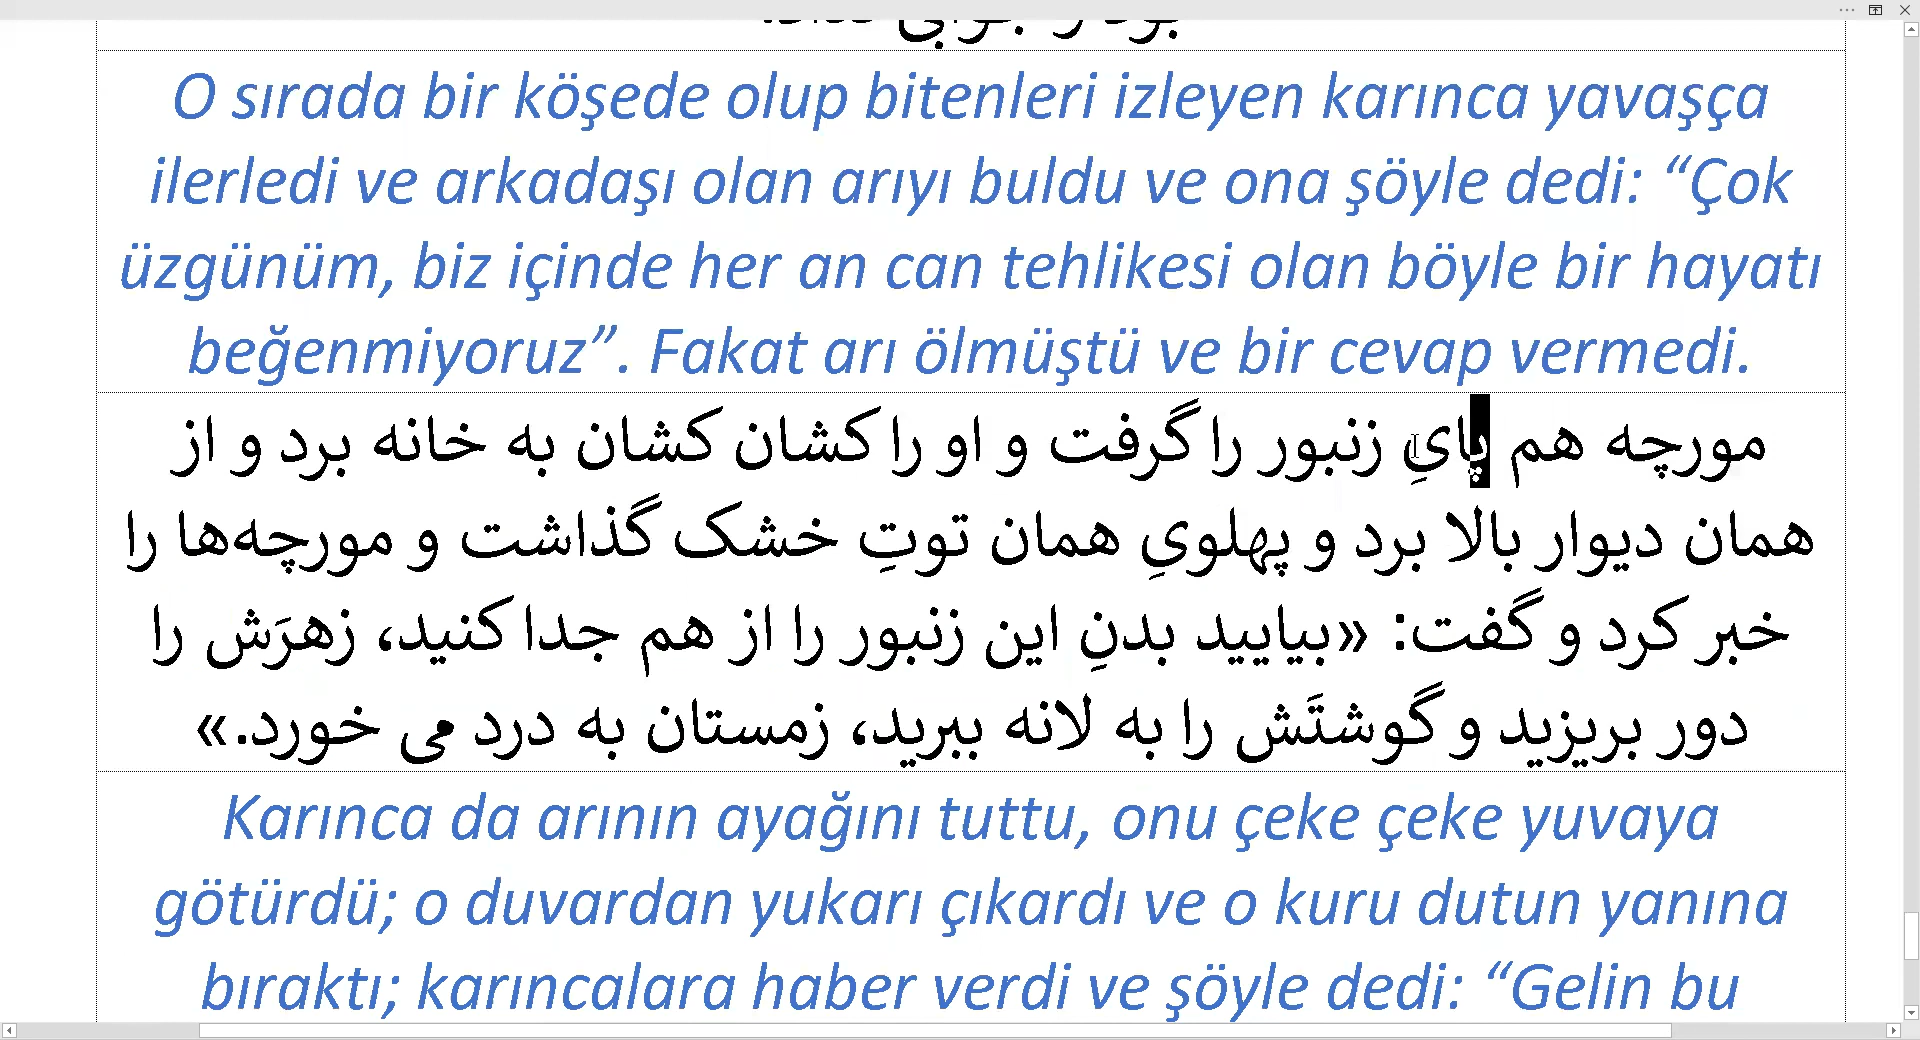 O sırada bir köşede olup bitenleri izleyen karınca yavaşça
ilerledi ve arkadaşı olan arıyı buldu ve ona şöyle dedi: “Çok
üzgünüm, biz içinde her an can tehlikesi olan böyle bir hayatı
beğenmiyoruz”. Fakat arı ölmüştü ve bir cevap vermedi.
مورچه هم پایِ زنبور را گرفت و او را کشان کشان به خانه برد و از
همان دیوار بالا برد و پهلویِ همان توتِ خشک گذاشت و مورچه‌ها را
خبر کرد و گفت: «بیایید بدنِ این زنبور را از هم جدا کنید، زهرَش را
دور بریزید و گوشتَش را به لانه ببرید، زمستان به درد می خورد.»
Karınca da arının ayağını tuttu, onu çeke çeke yuvaya
götürdü; o duvardan yukarı çıkardı ve o kuru dutun yanına
bıraktı; karıncalara haber verdi ve şöyle dedi: “Gelin bu